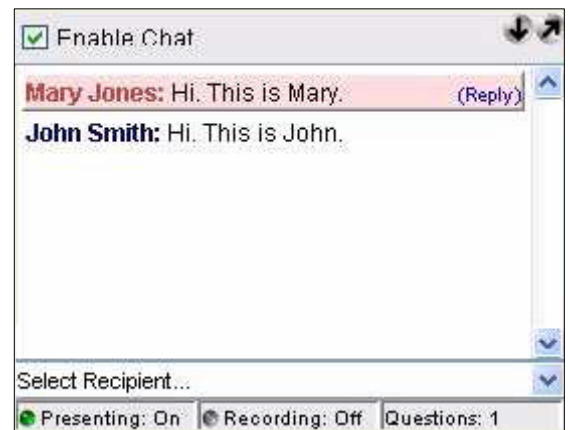 Enable Chat
Mary Jones: Hi. This is Mary. (Reply)
John Smith: Hi. This is John.
Select Recipient...
Presenting: On Recording: Off Questions: 1